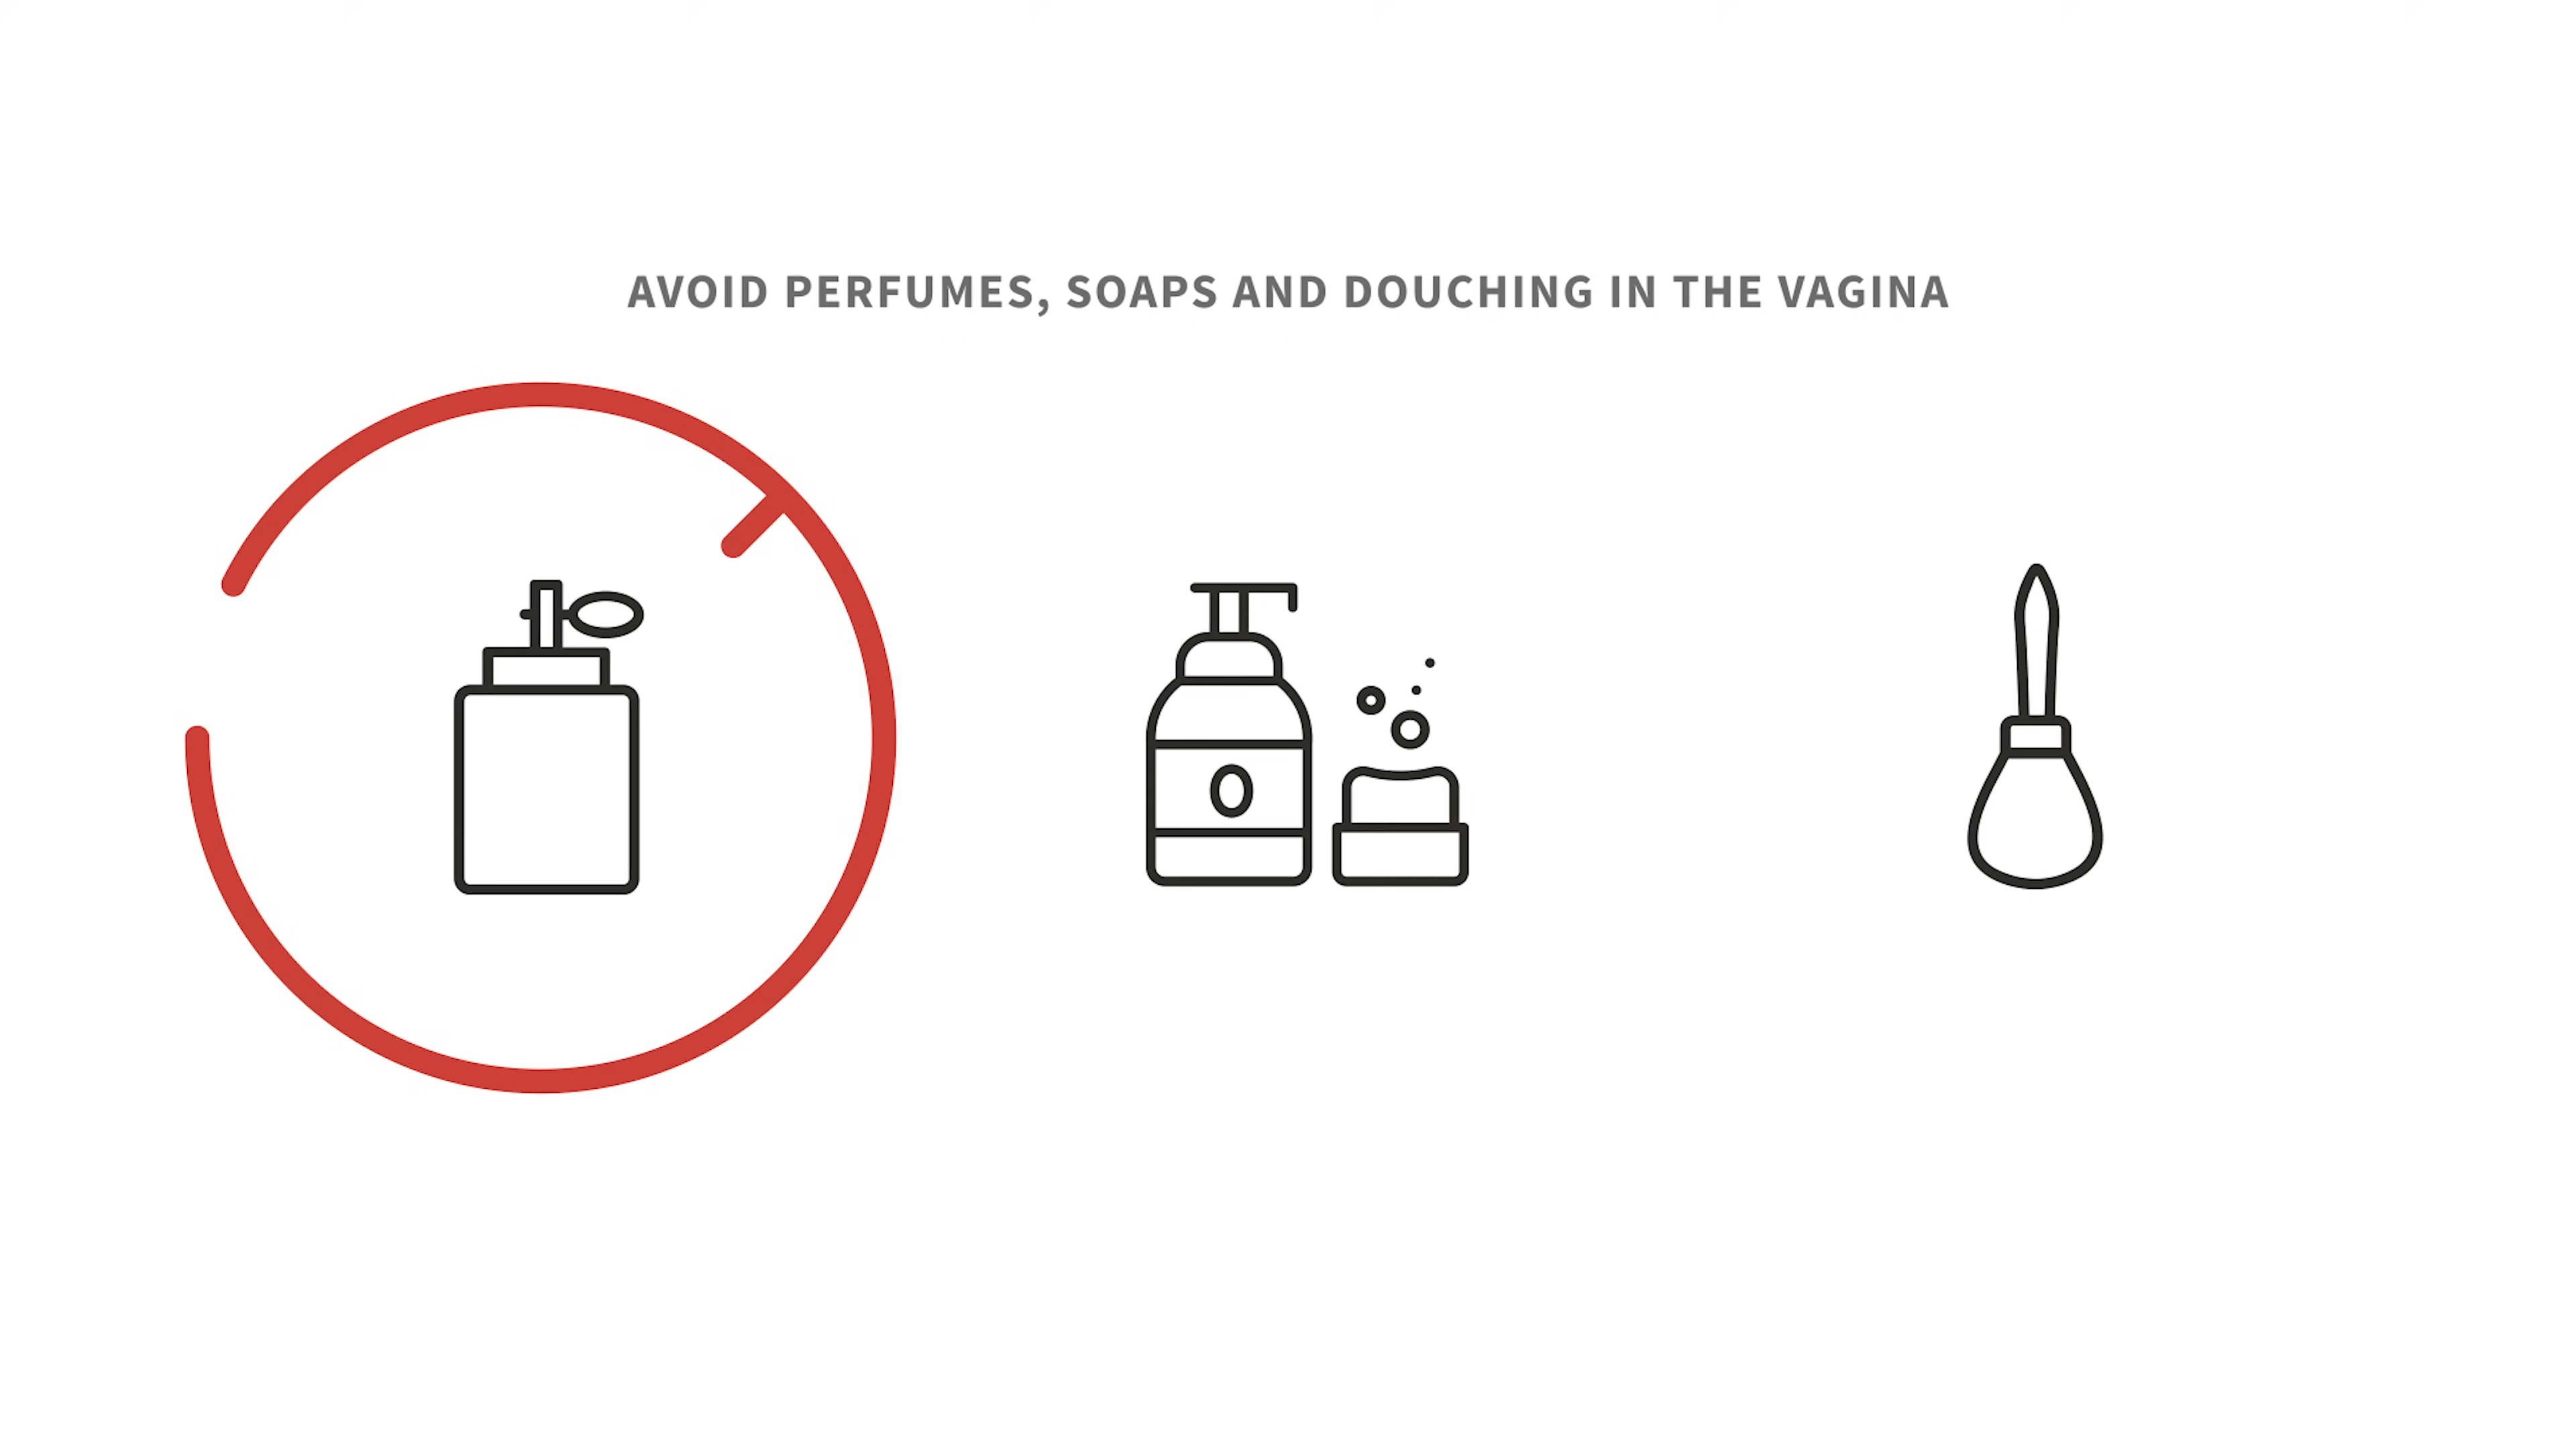 AVOID PERFUMES, SOAPS AND DOUCHING IN THE VAGINA